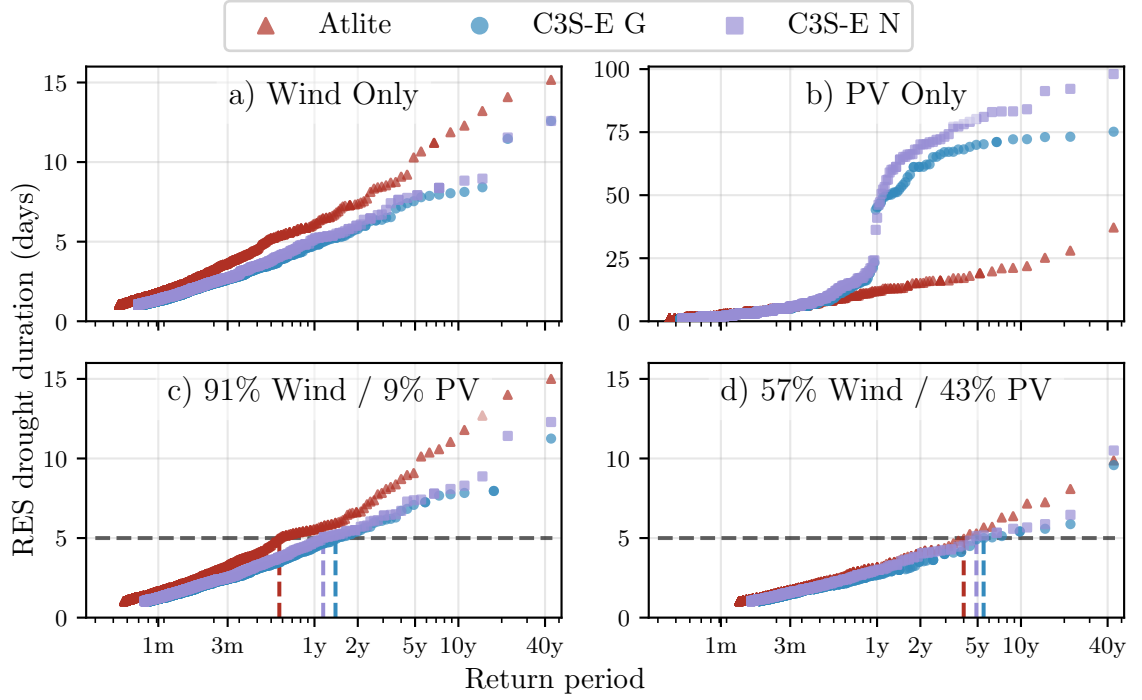 Atlite C3S-E G C3S-E N
a) Wind Only
b) PV Only
15
10
5
0
100
75
50
25
0
RES drought duration (days)
c) 91% Wind / 9% PV
d) 57% Wind / 43% PV
15
10
5
0
15
10
5
0
1m 3m 1y 2y 5y 10y 40y
1m 3m 1y 2y 5y 10y 40y
Return period